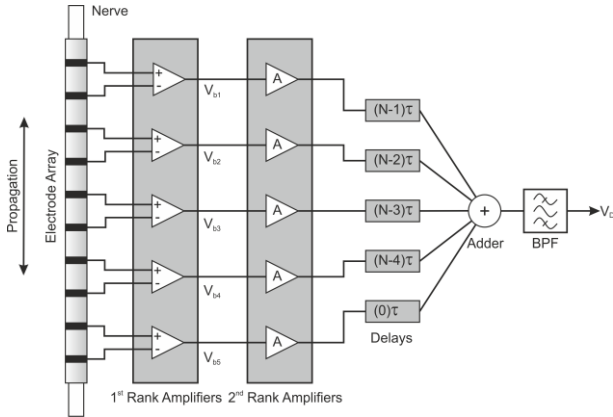 Nerve
Propagation
Electrode Array
+
-
V_b1
A
(N-1)τ
+
-
V_b2
A
(N-2)τ
+
-
V_b3
A
(N-3)τ
+
Adder
BPF
V_D
+
-
V_b4
A
(N-4)τ
+
-
V_b5
A
(0)τ
Delays
1st Rank Amplifiers 2nd Rank Amplifiers